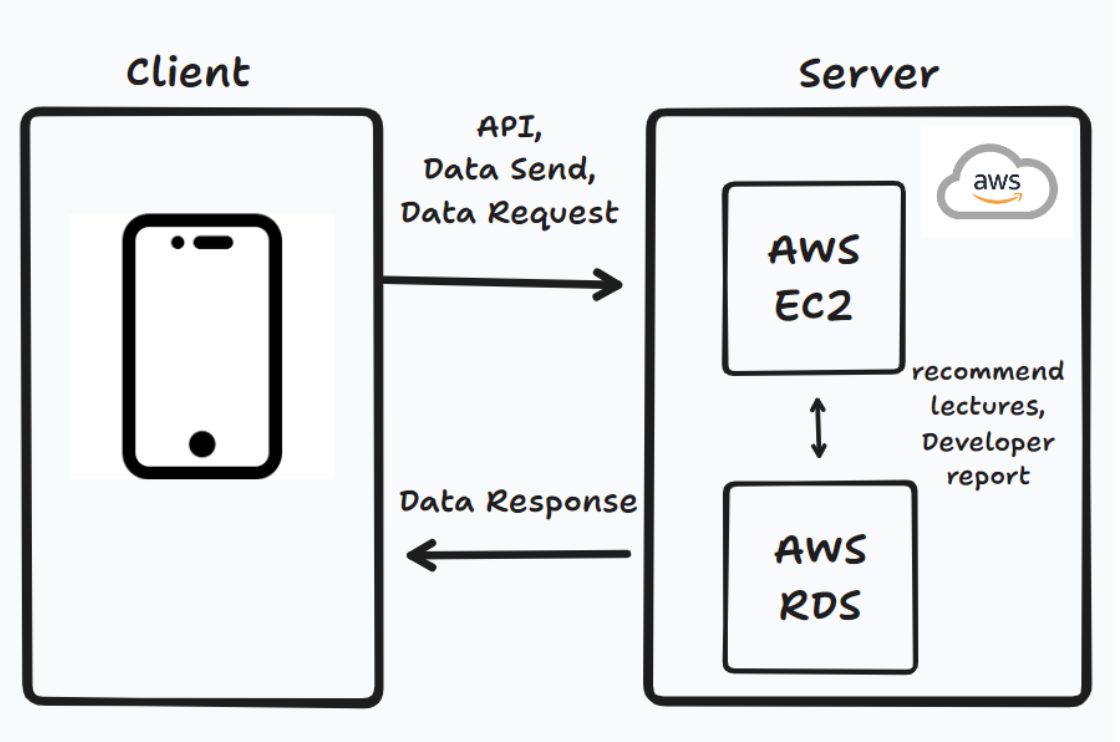 Client
Server
API,
Data Send,
Data Request
aws
AWS
EC2
recommend
lectures,
Developer
report
Data Response
AWS
RDS